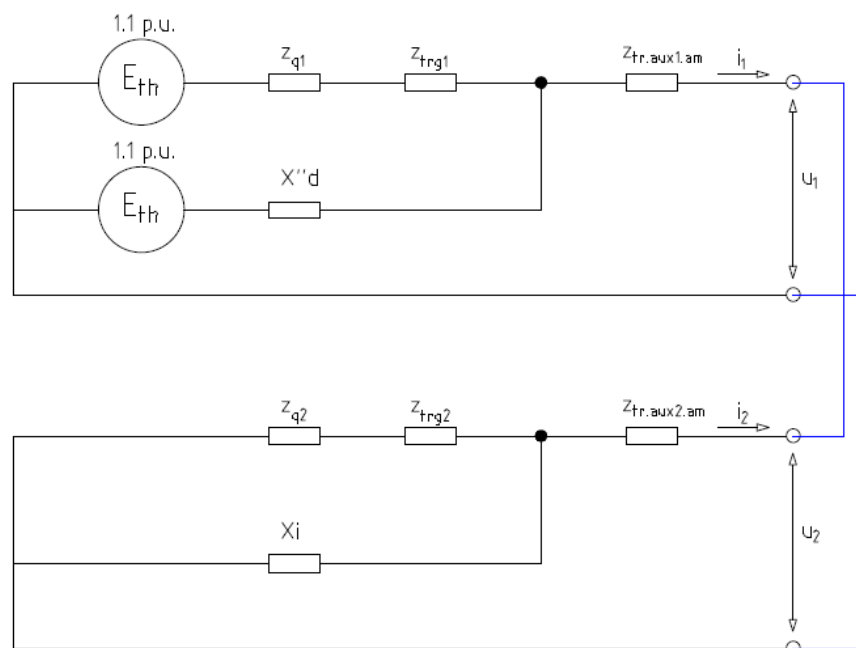 1.1 p.u.
Eth
zq1
ztrg1
ztr.aux1.am
i1
1.1 p.u.
Eth
X''d
u1
zq2
ztrg2
ztr.aux2.am
i2
Xi
u2